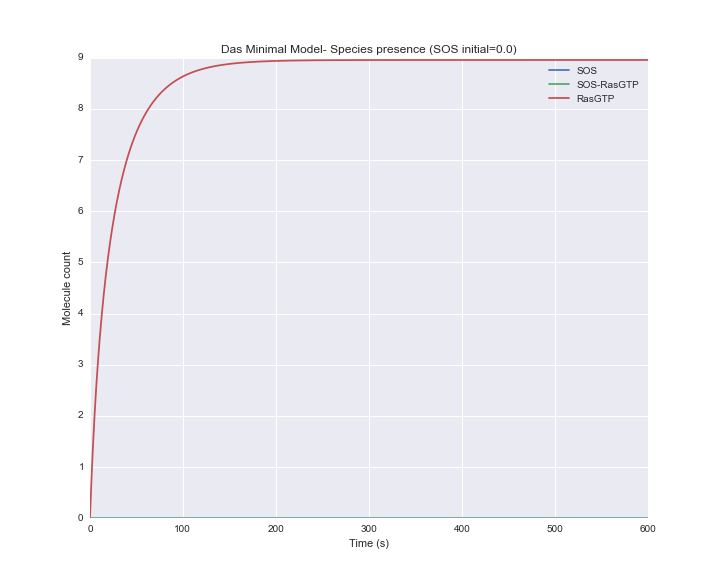 Das Minimal Model- Species presence (SOS initial=0.0)
SOS
SOS-RasGTP
RasGTP
9
8
7
6
5
4
3
2
1
0
Molecule count
0 100 200 300 400 500 600
Time (s)